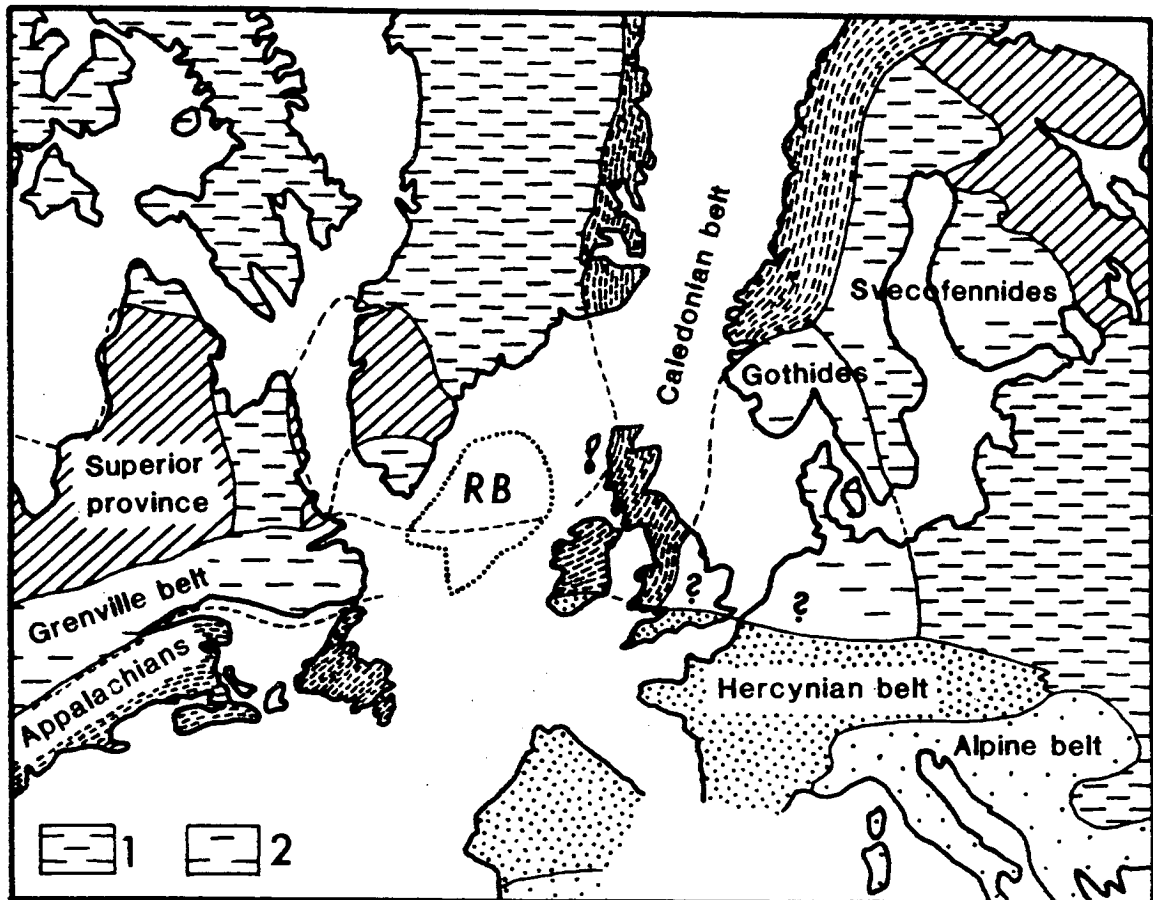 Caledonian belt
Svecofennides
Gothides
Superior
province
RB
Grenville belt
?
?
Appalachians
Hercynian belt
Alpine belt
1
2